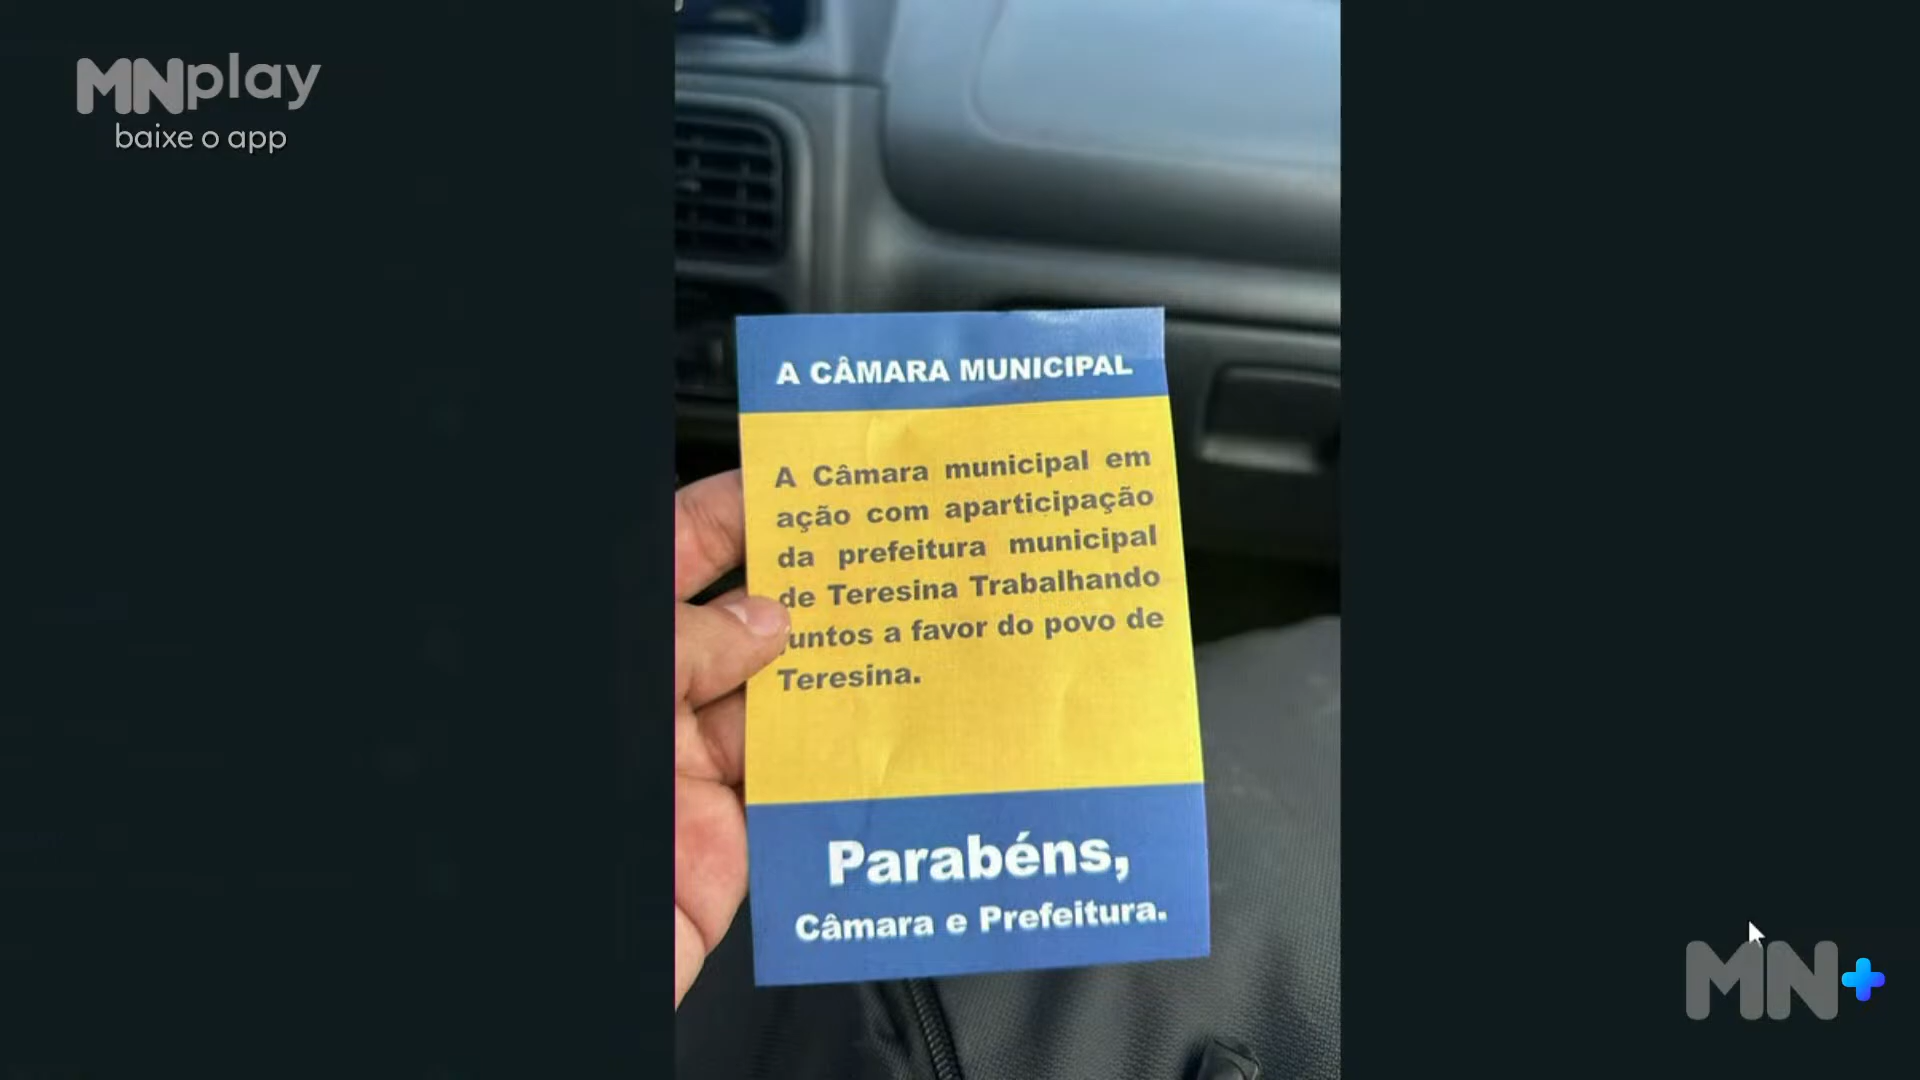 MNplay
baixe o app
A CÂMARA MUNICIPAL
A Câmara municipal em
ação com aparticipação
da prefeitura municipal
de Teresina Trabalhando
juntos a favor do povo de
Teresina.
Parabéns,
Câmara e Prefeitura.
MN+